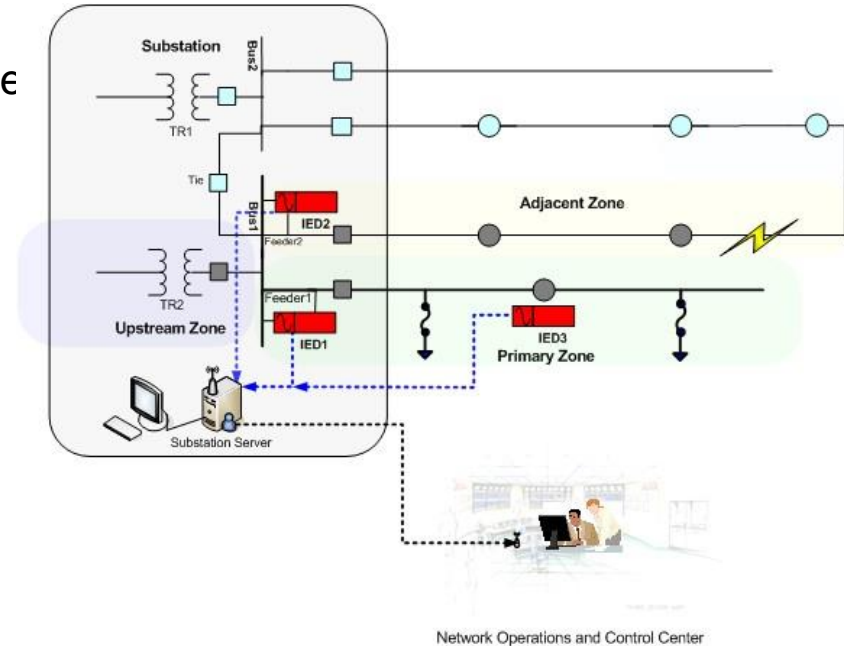 e
Substation
Bus2
TR1
Tie
Adjacent Zone
Bus1
IED2
Feeder2
TR2
Feeder1
Upstream Zone
IED1
IED3
Primary Zone
Substation Server
Network Operations and Control Center